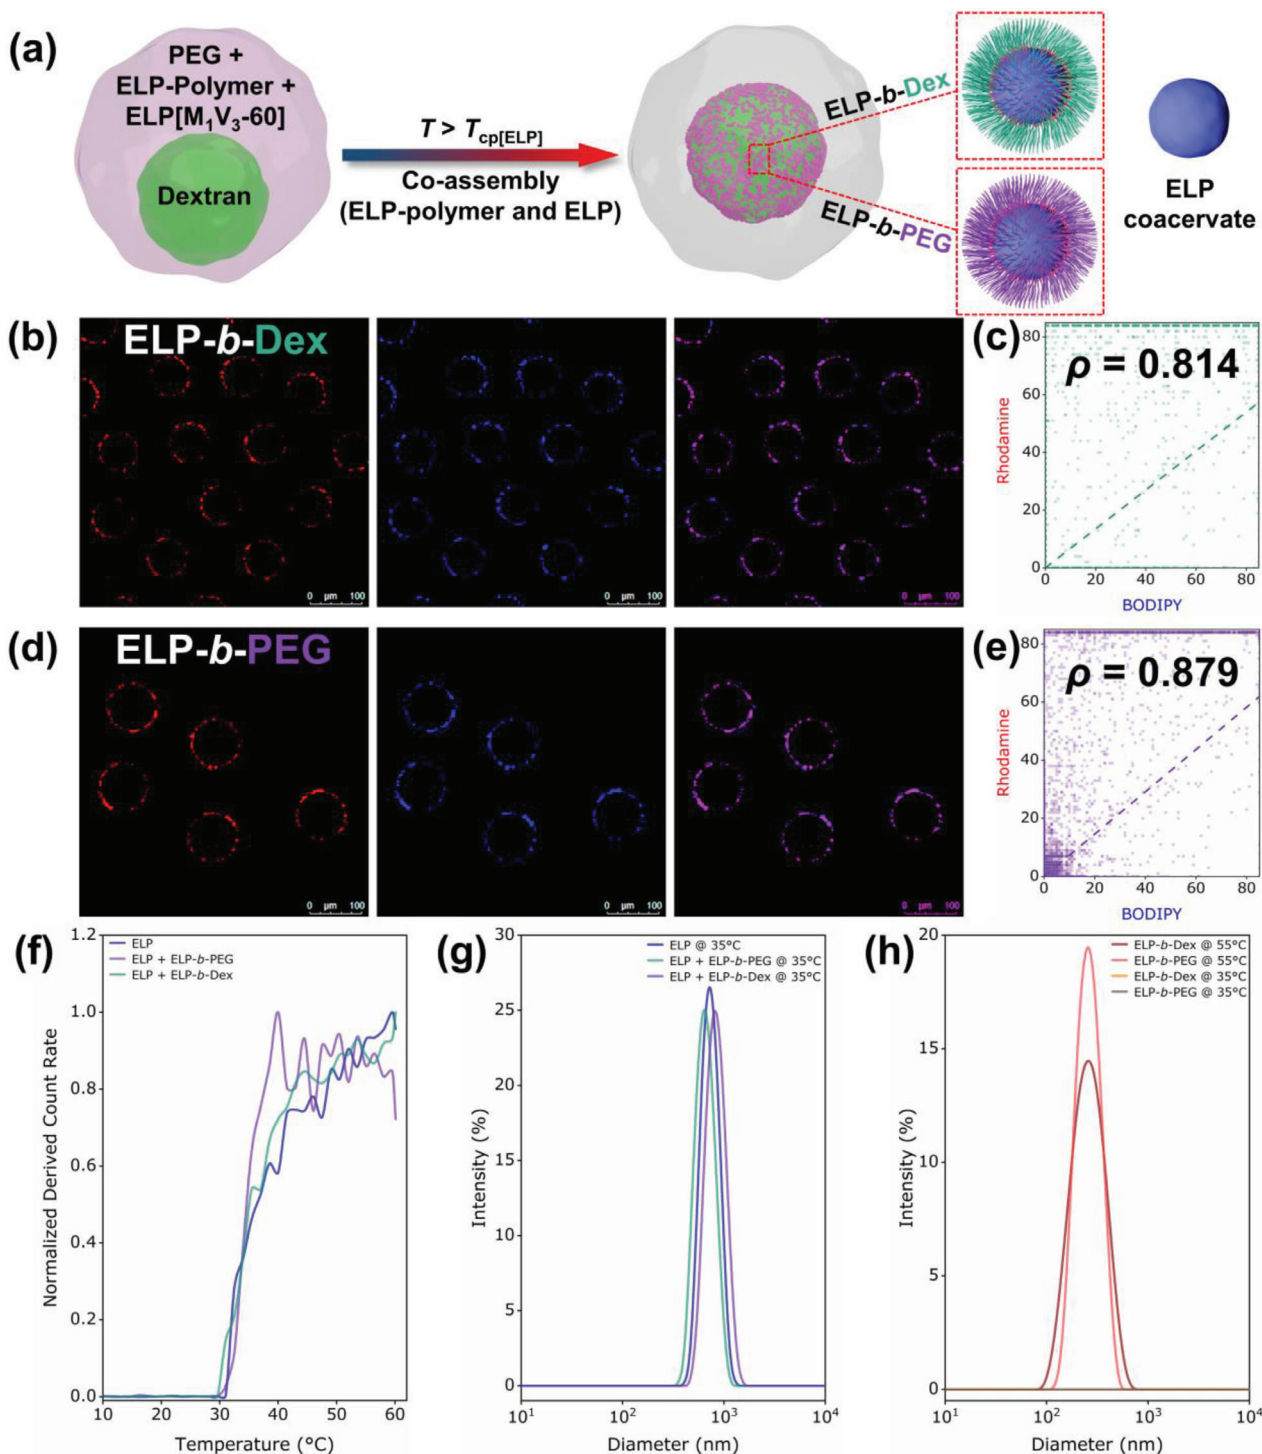 (a)
PEG +
ELP-Polymer +
ELP[M₁V₃-60]
Dextran
T > Tcp[ELP]
Co-assembly
(ELP-polymer and ELP)
ELP-b-Dex
ELP-b-PEG
ELP
coacervate
(b)
ELP-b-Dex
0 µm 100
0 µm 100
0 µm 100
(c)
ρ = 0.814
Rhodamine
80
60
40
20
0
0 20 40 60 80
BODIPY
(d)
ELP-b-PEG
0 µm 100
0 µm 100
0 µm 100
(e)
ρ = 0.879
Rhodamine
80
60
40
20
0
0 20 40 60 80
BODIPY
(f)
ELP
ELP + ELP-b-PEG
ELP + ELP-b-Dex
Normalized Derived Count Rate
1.2
1.0
0.8
0.6
0.4
0.2
0.0
10 20 30 40 50 60
Temperature (°C)
(g)
ELP @ 35°C
ELP + ELP-b-PEG @ 35°C
ELP + ELP-b-Dex @ 35°C
Intensity (%)
30
25
20
15
10
5
0
10¹ 10² 10³ 10⁴
Diameter (nm)
(h)
ELP-b-Dex @ 55°C
ELP-b-PEG @ 55°C
ELP-b-Dex @ 35°C
ELP-b-PEG @ 35°C
Intensity (%)
20
15
10
5
0
10¹ 10² 10³ 10⁴
Diameter (nm)